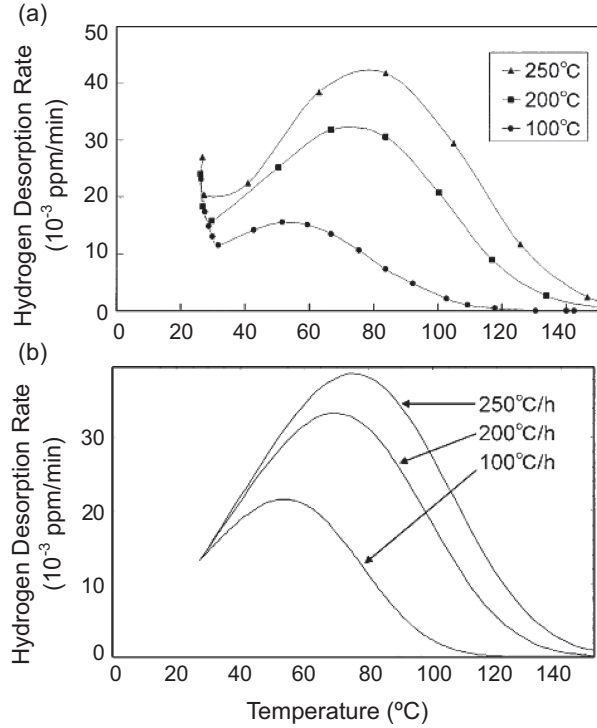 (a)
50
40
30
20
10
0
Hydrogen Desorption Rate
(10⁻³ ppm/min)
250°C
200°C
100°C
0 20 40 60 80 100 120 140
(b)
30
20
10
0
Hydrogen Desorption Rate
(10⁻³ ppm/min)
250°C/h
200°C/h
100°C/h
0 20 40 60 80 100 120 140
Temperature (ºC)